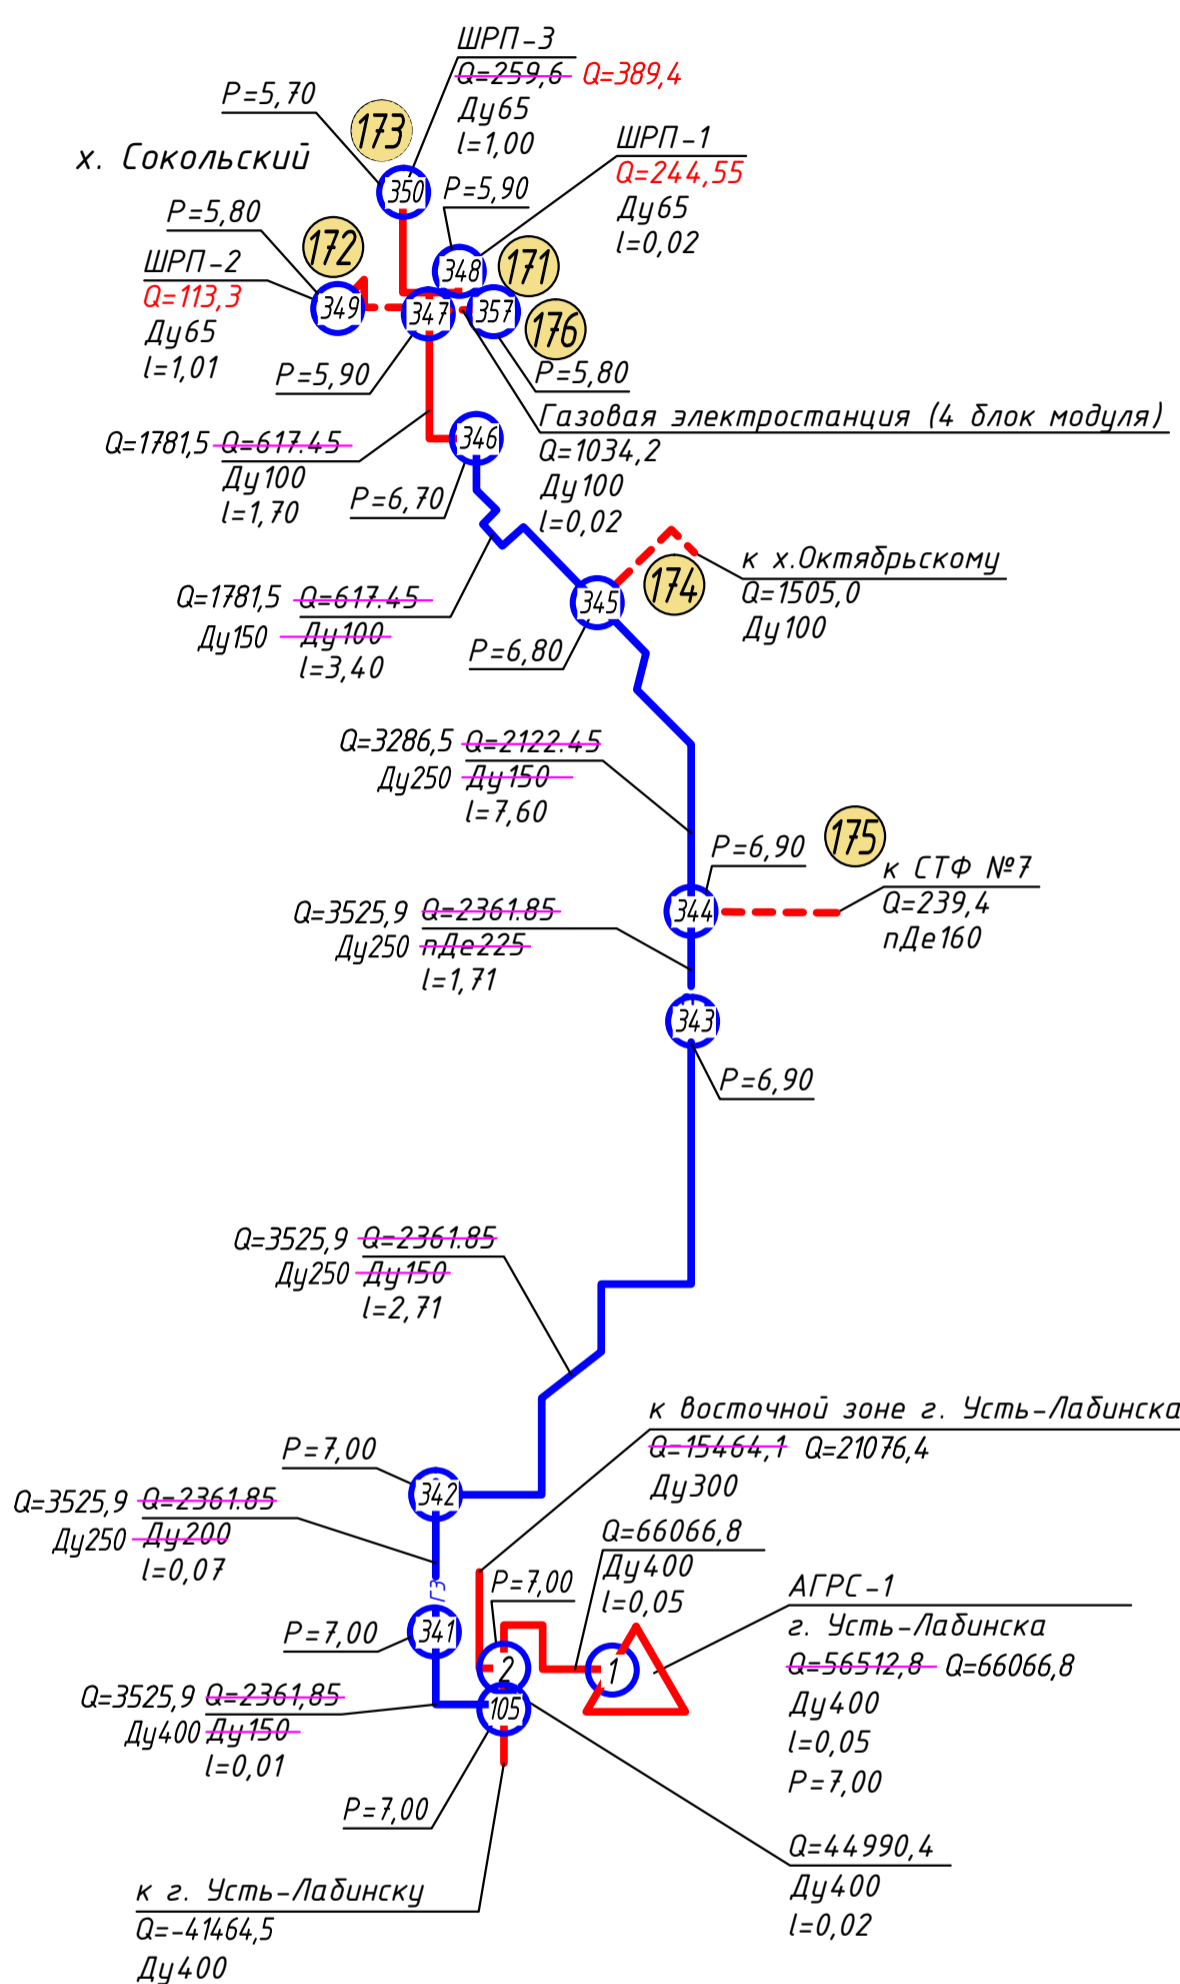 ШРП-3
Q=259,6 Q=389,4
Ду65
l=1,00
P=5,70
173
х. Сокольский
350
ШРП-1
Q=244,55
Ду65
l=0,02
P=5,90
P=5,80
172
348
171
ШРП-2
Q=113,3
Ду65
l=1,01
349
347
357
176
P=5,90
P=5,80
Газовая электростанция (4 блок модуля)
Q=1034,2
Ду100
l=0,02
Q=1781,5 Q=617.45
Ду100
l=1,70
346
P=6,70
к х.Октябрьскому
Q=1505,0
Ду100
174
345
Q=1781,5 Q=617.45
Ду150 Ду100
l=3,40
P=6,80
Q=3286,5 Q=2122.45
Ду250 Ду150
l=7,60
P=6,90
175
к СТФ №7
Q=239,4
пДе160
344
Q=3525,9 Q=2361.85
Ду250 пДе225
l=1,71
343
P=6,90
Q=3525,9 Q=2361.85
Ду250 Ду150
l=2,71
к восточной зоне г. Усть-Лабинска
Q=15464,1 Q=21076,4
Ду300
P=7,00
342
Q=3525,9 Q=2361.85
Ду250 Ду200
l=0,07
Q=66066,8
Ду400
l=0,05
P=7,00
ГЗ
АГРС-1
г. Усть-Лабинска
Q=56512,8 Q=66066,8
Ду400
l=0,05
P=7,00
P=7,00
341
2
1
105
Q=3525,9 Q=2361,85
Ду400 Ду150
l=0,01
P=7,00
Q=44990,4
Ду400
l=0,02
к г. Усть-Лабинску
Q=-41464,5
Ду400